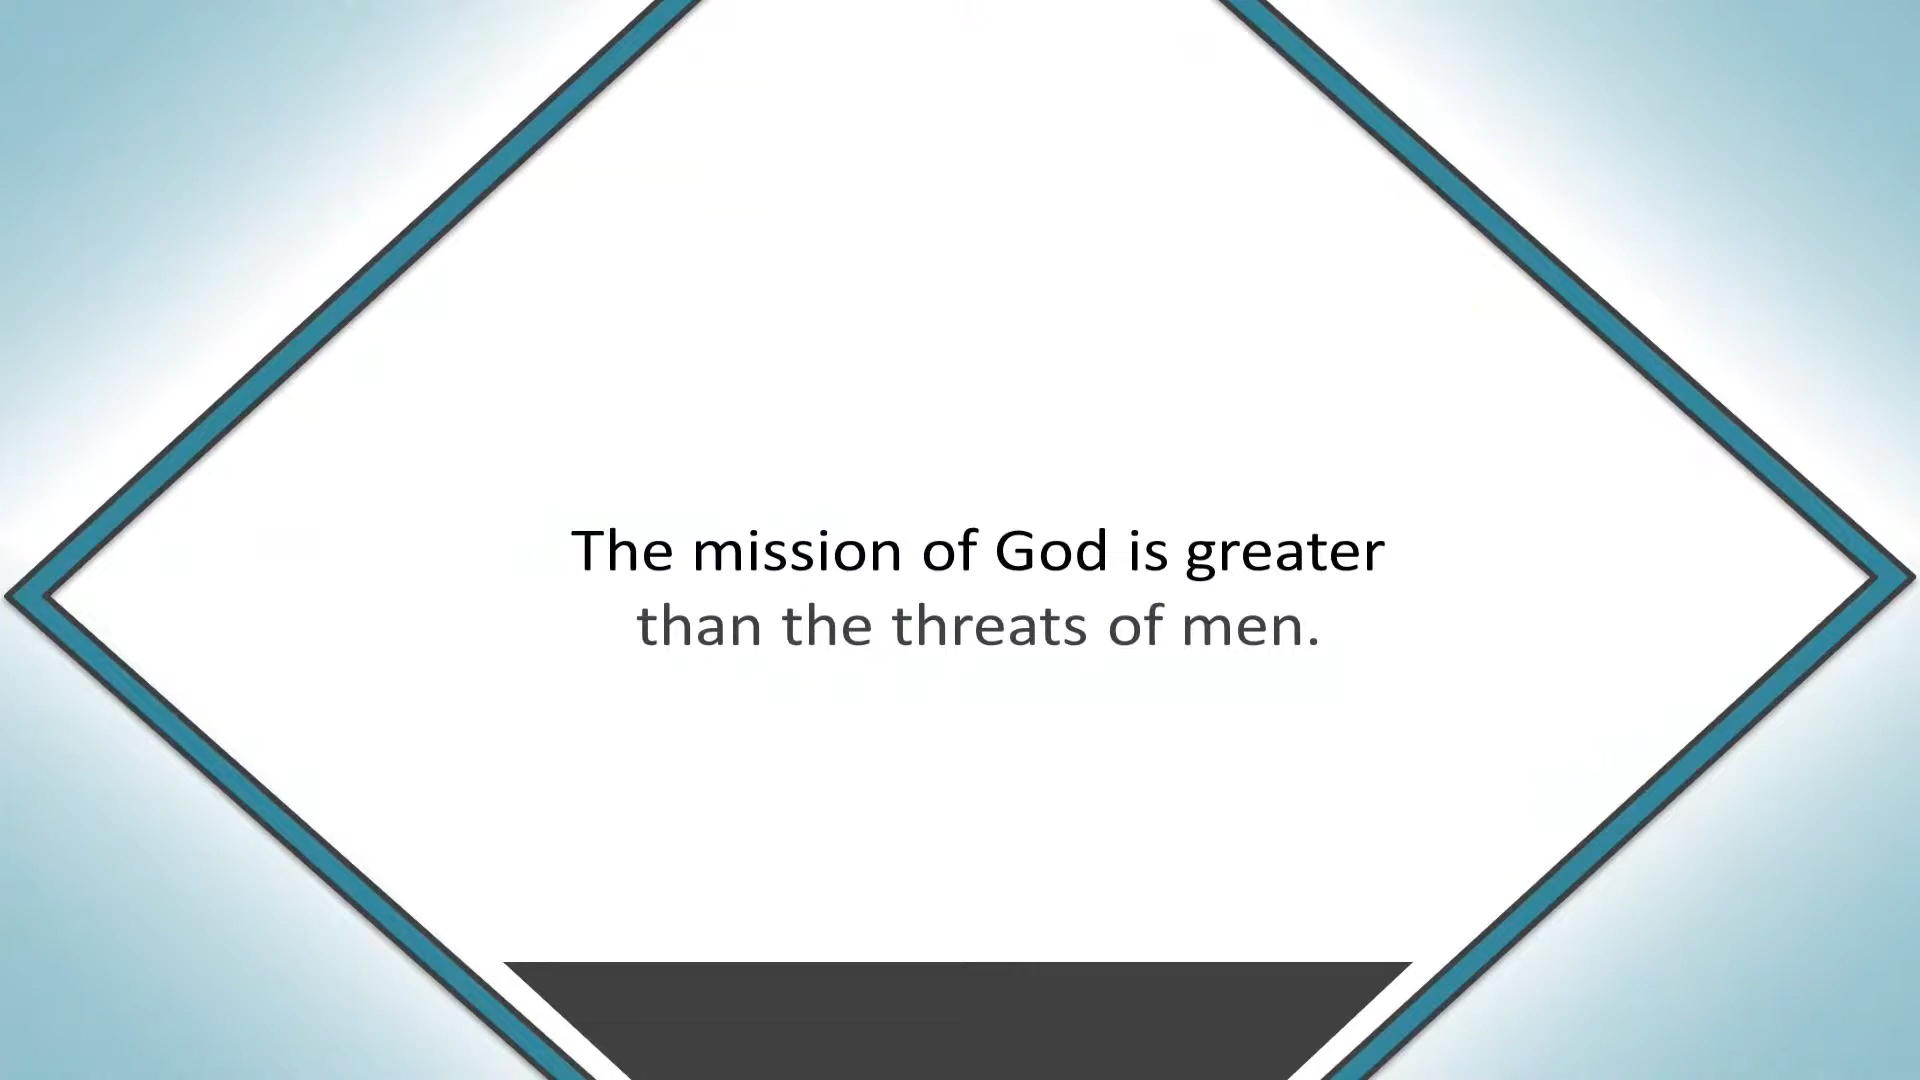 The mission of God is greater
than the threats of men.